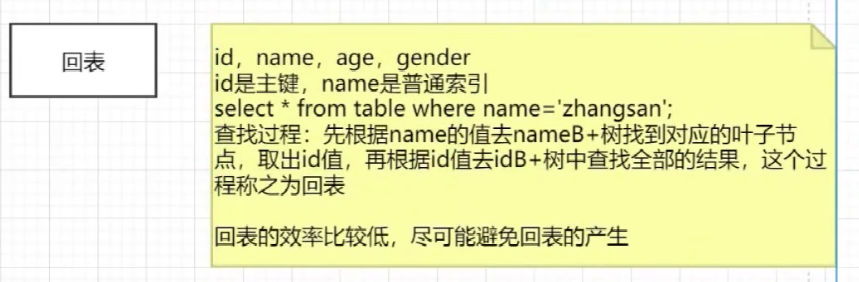 回表
id，name，age，gender
id是主键，name是普通索引
select * from table where name='zhangsan';
查找过程：先根据name的值去nameB+树找到对应的叶子节
点，取出id值，再根据id值去idB+树中查找全部的结果，这个过
程称之为回表
回表的效率比较低，尽可能避免回表的产生